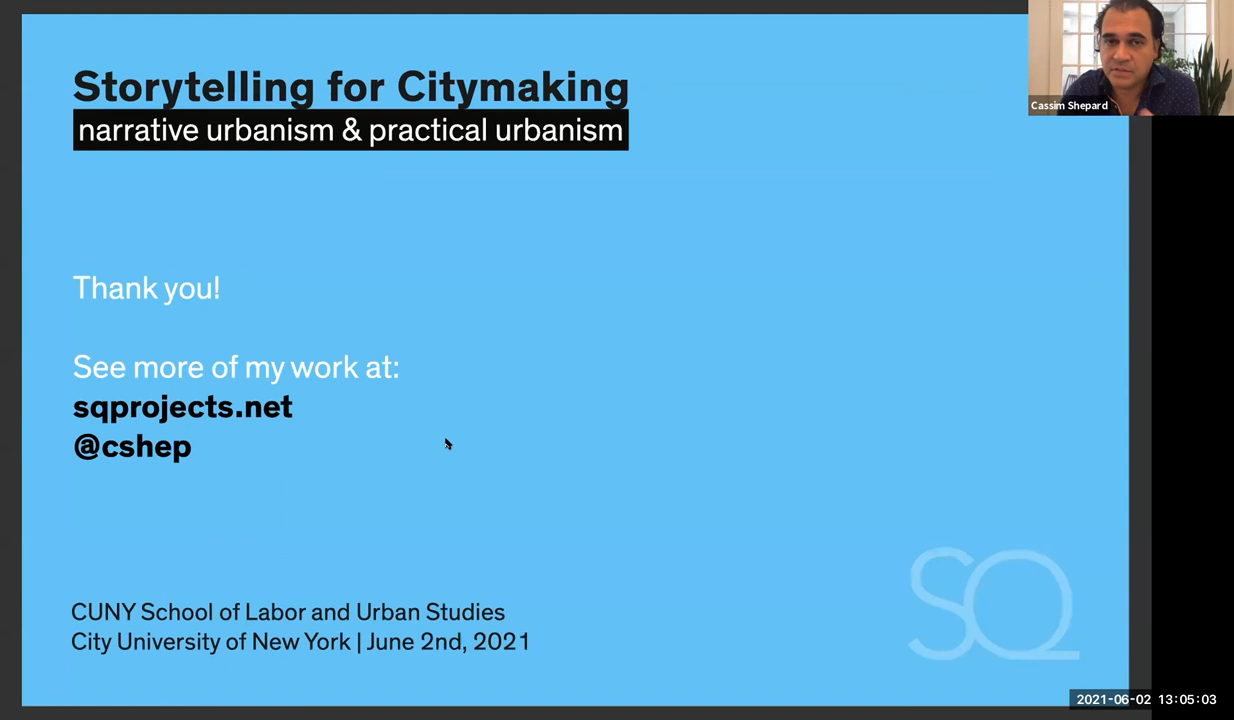 Storytelling for Citymaking
narrative urbanism & practical urbanism
Cassim Shepard
Thank you!
See more of my work at:
sqprojects.net
@cshep
CUNY School of Labor and Urban Studies
City University of New York | June 2nd, 2021
SQ
2021-06-02 13:05:03